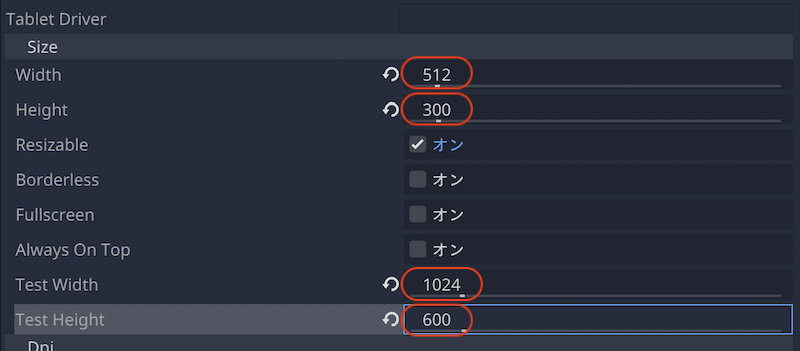 Tablet Driver
Size
Width 512
Height 300
Resizable オン
Borderless オン
Fullscreen オン
Always On Top オン
Test Width 1024
Test Height 600
Dpi